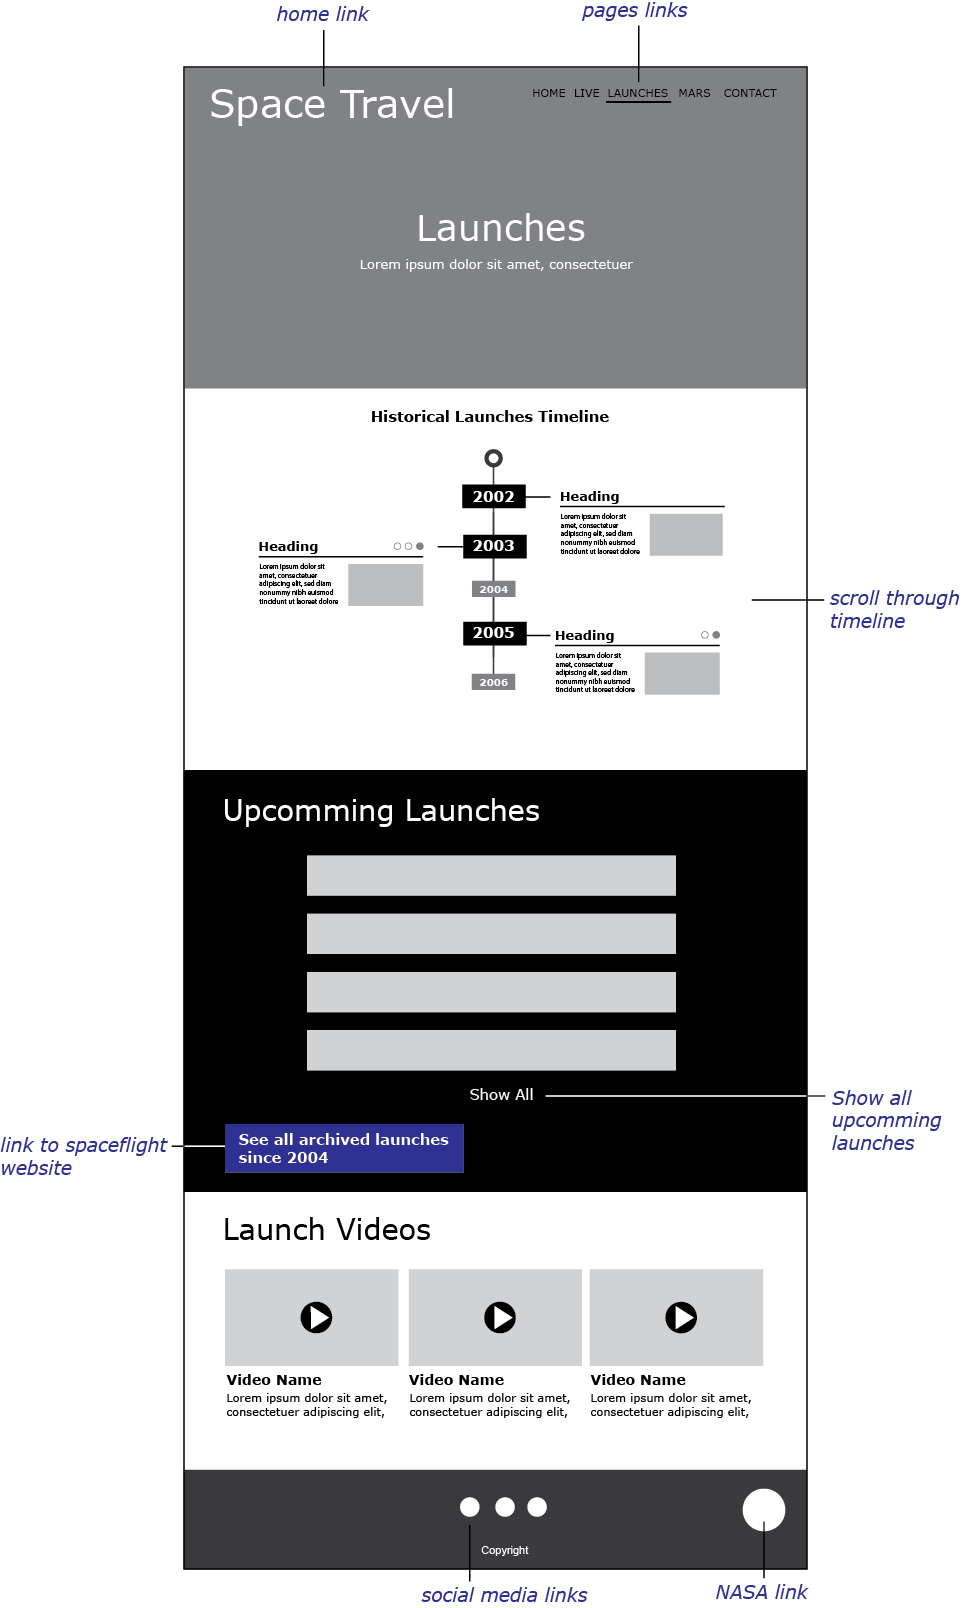 home link
pages links
Space Travel
HOME LIVE LAUNCHES MARS CONTACT
Launches
Lorem ipsum dolor sit amet, consectetuer
Historical Launches Timeline
2002
Heading
Lorem ipsum dolor sit
amet, consectetuer
adipiscing elit, sed diam
nonummy nibh euismod
tincidunt ut laoreet dolore
2003
Heading
Lorem ipsum dolor sit
amet, consectetuer
adipiscing elit, sed diam
nonummy nibh euismod
tincidunt ut laoreet dolore
2004
scroll through
timeline
2005
Heading
Lorem ipsum dolor sit
amet, consectetuer
adipiscing elit, sed diam
nonummy nibh euismod
tincidunt ut laoreet dolore
2006
Upcomming Launches
Show All
Show all
upcomming
launches
link to spaceflight
website
See all archived launches
since 2004
Launch Videos
Video Name
Lorem ipsum dolor sit amet,
consectetuer adipiscing elit,
Video Name
Lorem ipsum dolor sit amet,
consectetuer adipiscing elit,
Video Name
Lorem ipsum dolor sit amet,
consectetuer adipiscing elit,
Copyright
social media links
NASA link